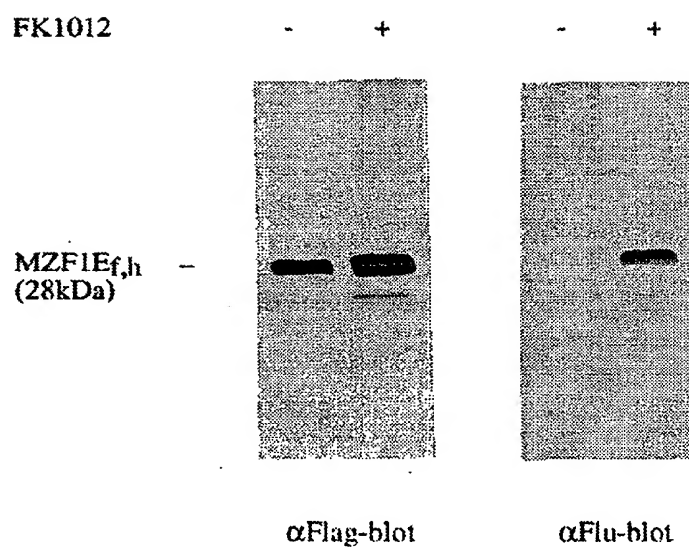 FK1012 - + - +
MZF1Ef,h -
(28kDa)
αFlag-blot αFlu-blot